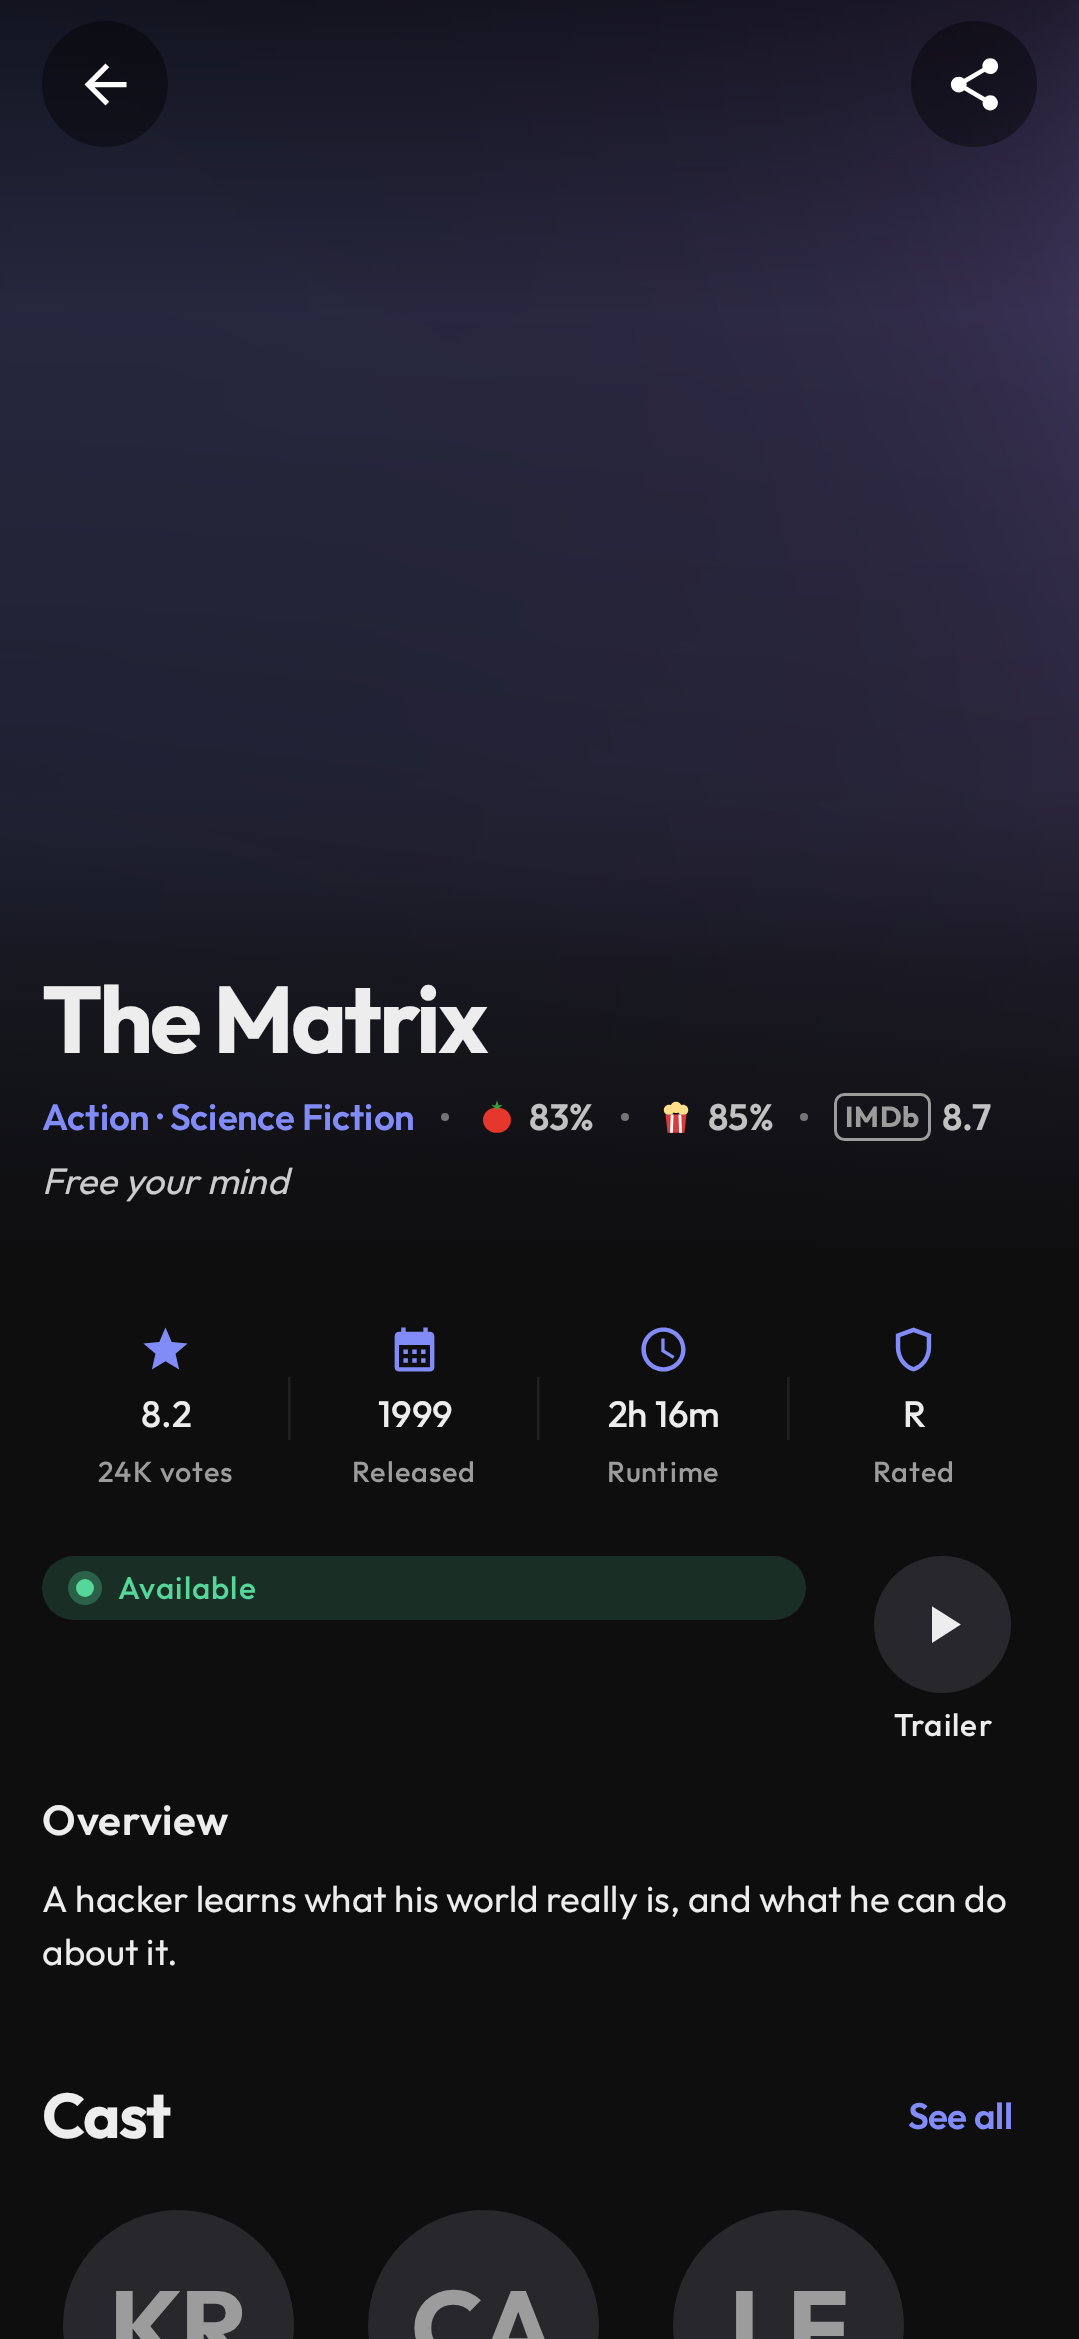 The Matrix
Action · Science Fiction • 83% • 85% • IMDb 8.7
Free your mind
8.2 1999 2h 16m R
24K votes Released Runtime Rated
Available
Trailer
Overview
A hacker learns what his world really is, and what he can do
about it.
Cast See all
KR CA LF